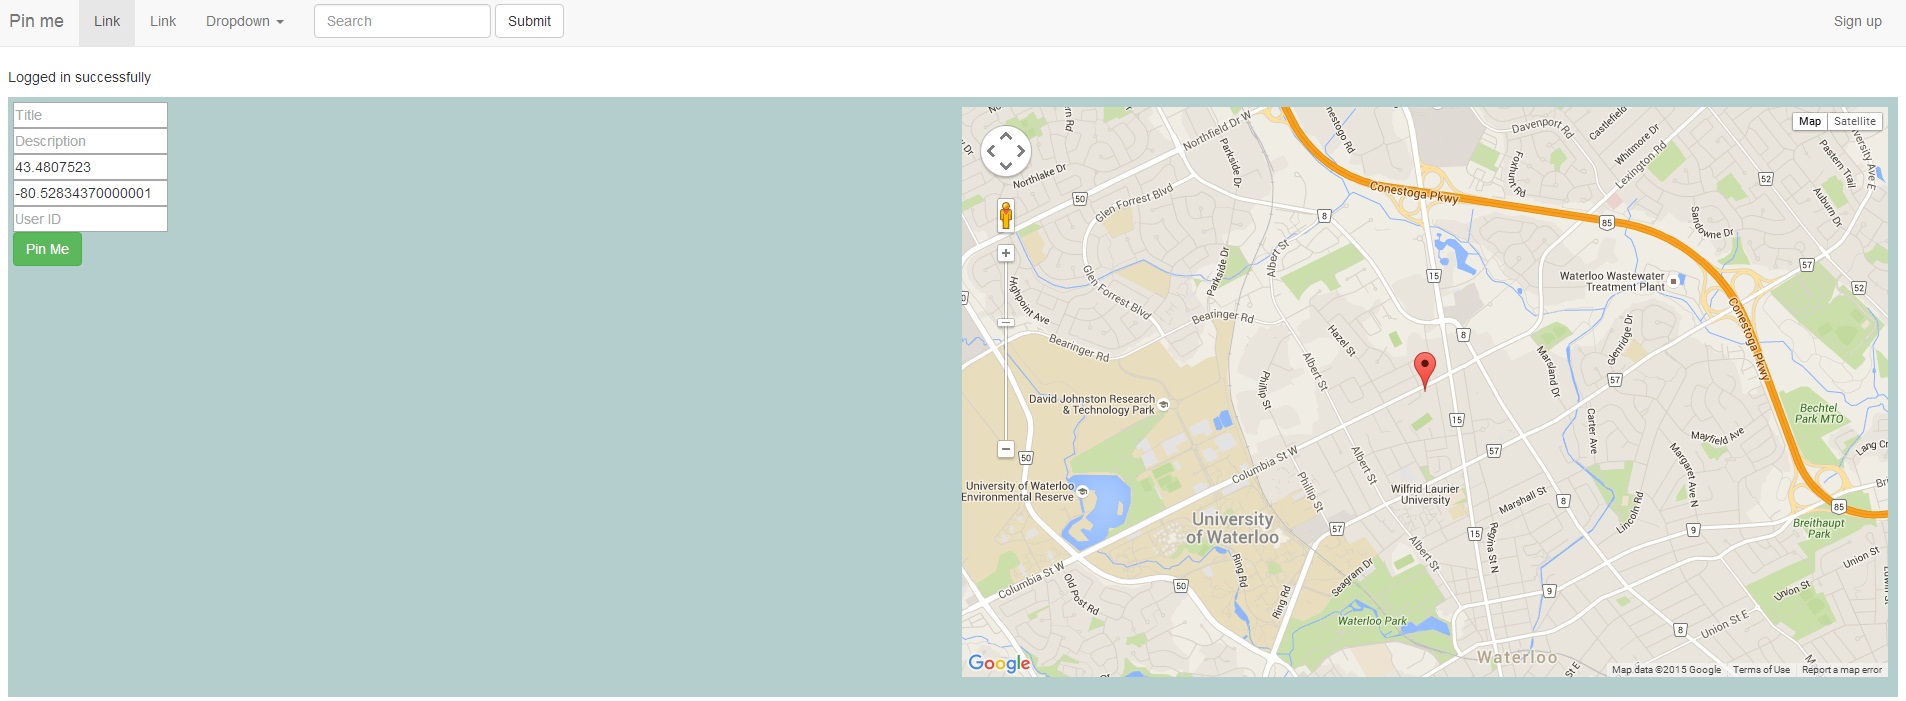 Pin me Link Link Dropdown Search Submit Sign up
Logged in successfully
Title
Description
43.4807523
-80.52834370000001
User ID
Pin Me
Map Satellite
Northfield Dr W
Davenport Rd
Whitmore Dr
Lexington Rd
Parkside Dr
Foxhunt Rd
Pastern Trail
Northlake Dr
Conestoga Pkwy
52
50
Glen Forrest Blvd
Auburn Dr
8
85
Sandowne Dr
Albert St
Parkside Dr
57
15
Waterloo Wastewater
Treatment Plant
Glen Forrest Blvd
52
Highpoint Ave
Conestoga Pkwy
Bearinger Rd
Hazel St
8
Glenridge Dr
Bearinger Rd
Marsland Dr
Albert St
57
Phillip St
David Johnston Research
& Technology Park
Bechtel
Park MTO
15
Carter Ave
Mayfield Ave
57
50
Columbia St W
Albert St
Margaret Ave N
University of Waterloo
Environmental Reserve
Wilfrid Laurier
University
Phillip St
Marshall St
8
Lincoln Rd
85
University
of Waterloo
57
15
Regina St N
9
Breithaupt
Park
Albert St
Union St
Columbia St W
Ring Rd
Seagram Dr
50
9
Old Post Rd
Ring Rd
Union St
Waterloo Park
8
Union St E
Waterloo
Google
Map data ©2015 Google Terms of Use Report a map error